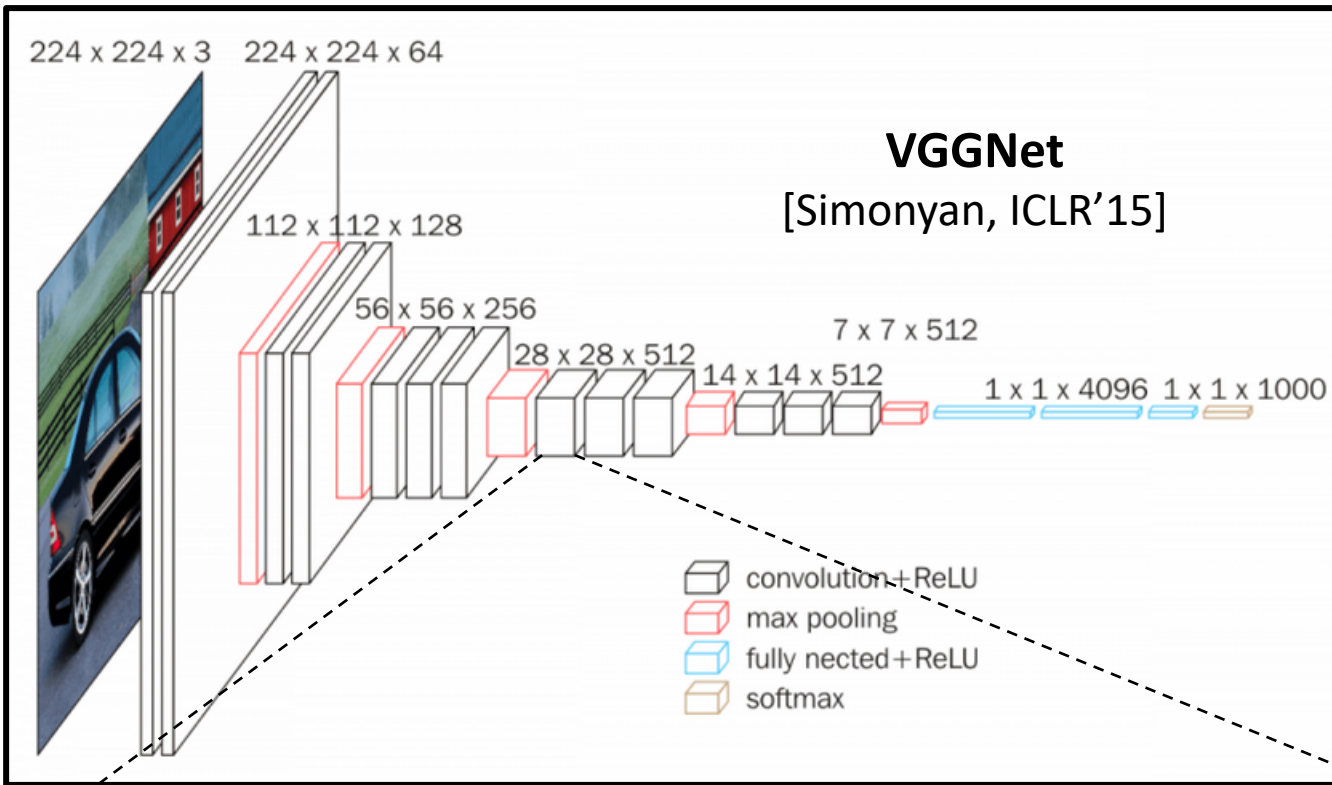 224 x 224 x 3
224 x 224 x 64
VGGNet
[Simonyan, ICLR’15]
112 x 112 x 128
56 x 56 x 256
28 x 28 x 512
14 x 14 x 512
7 x 7 x 512
1 x 1 x 4096
1 x 1 x 1000
convolution+ReLU
max pooling
fully nected+ReLU
softmax